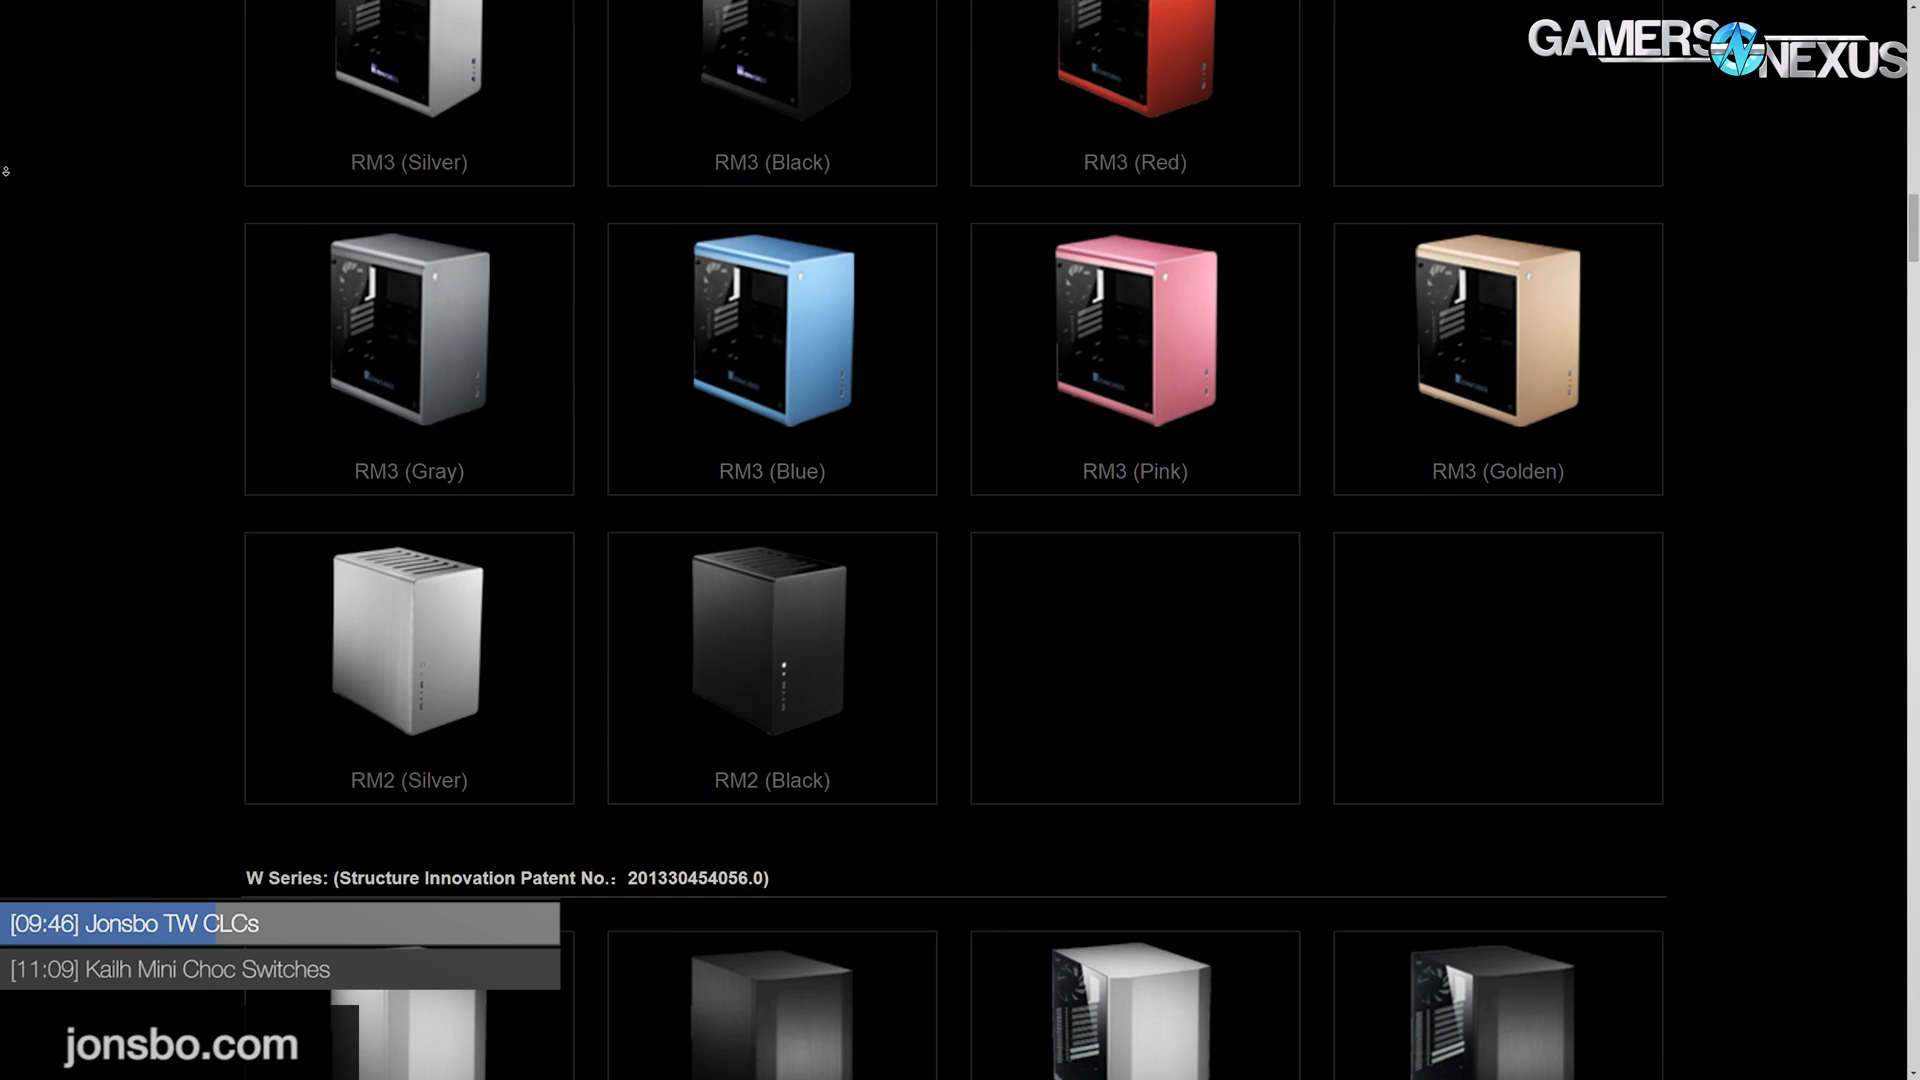 GAMERS NEXUS
RM3 (Silver)
RM3 (Black)
RM3 (Red)
RM3 (Gray)
RM3 (Blue)
RM3 (Pink)
RM3 (Golden)
RM2 (Silver)
RM2 (Black)
W Series: (Structure Innovation Patent No.: 201330454056.0)
[09:46] Jonsbo TW CLCs
[11:09] Kailh Mini Choc Switches
jonsbo.com